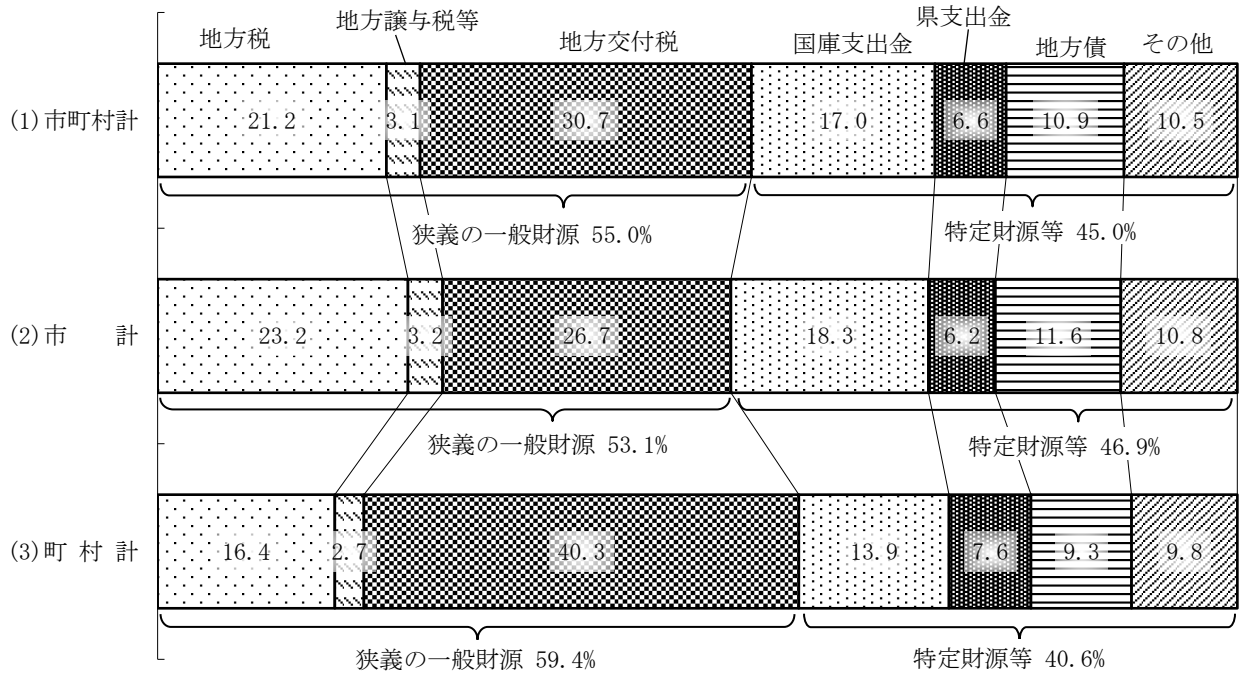 県支出金
地方譲与税等
地方税 地方交付税 国庫支出金 地方債 その他
(1)市町村計 21.2 3.1 30.7 17.0 6.6 10.9 10.5
狭義の一般財源 55.0% 特定財源等 45.0%
(2)市 計 23.2 3.2 26.7 18.3 6.2 11.6 10.8
狭義の一般財源 53.1% 特定財源等 46.9%
(3)町 村 計 16.4 2.7 40.3 13.9 7.6 9.3 9.8
狭義の一般財源 59.4% 特定財源等 40.6%